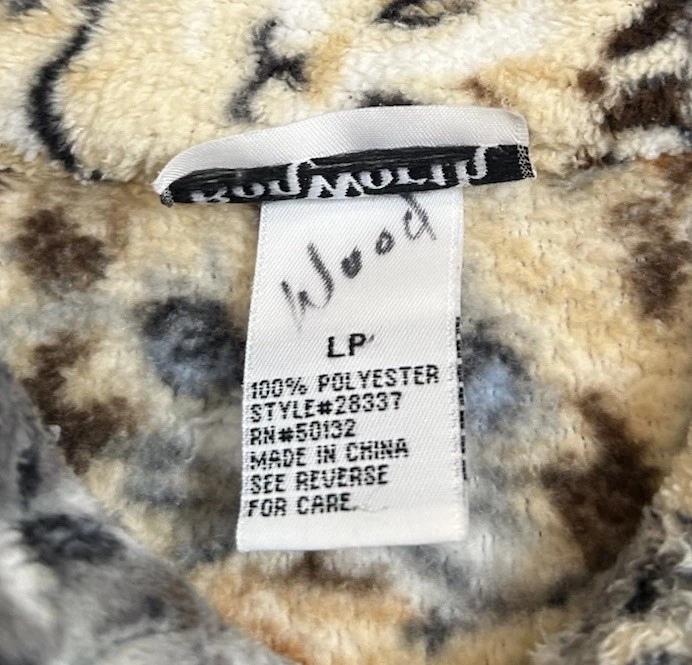 Wood
LP
100% POLYESTER
STYLE#28337
RN#50132
MADE IN CHINA
SEE REVERSE
FOR CARE.